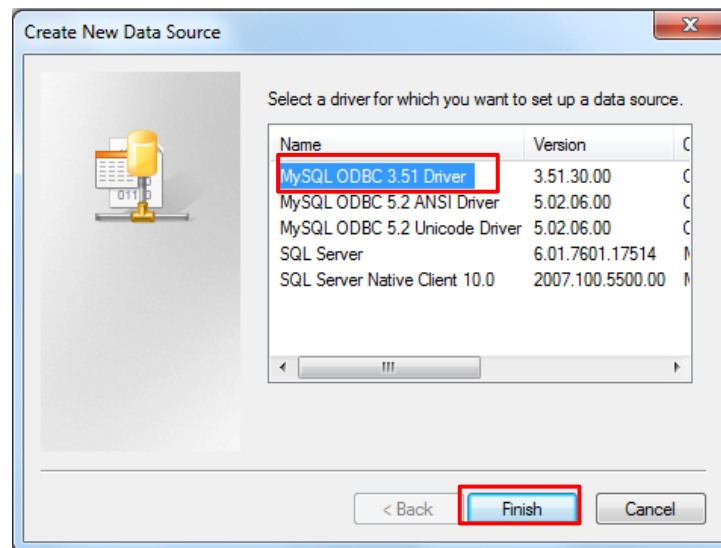 Create New Data Source
Select a driver for which you want to set up a data source.
Name Version C
MySQL ODBC 3.51 Driver 3.51.30.00
MySQL ODBC 5.2 ANSI Driver 5.02.06.00
MySQL ODBC 5.2 Unicode Driver 5.02.06.00
SQL Server 6.01.7601.17514
SQL Server Native Client 10.0 2007.100.5500.00
< Back Finish Cancel